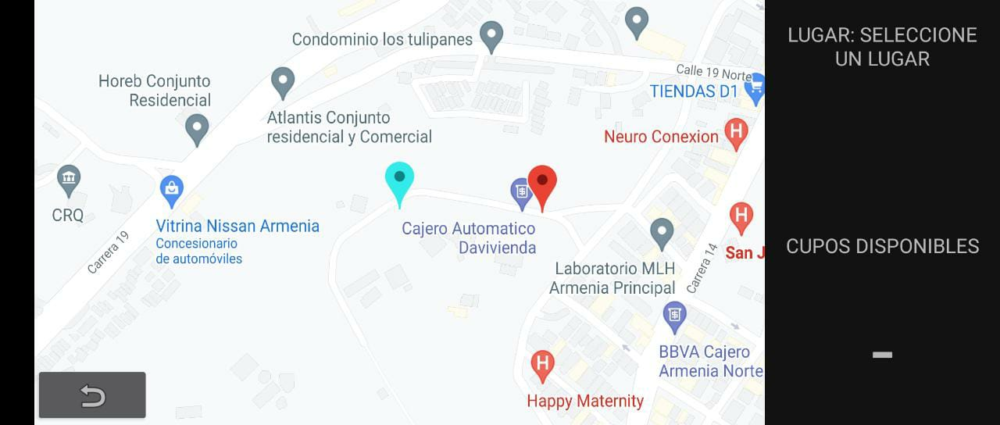 Condominio los tulipanes
Horeb Conjunto
Residencial
Atlantis Conjunto
residencial y Comercial
Calle 19 Norte
TIENDAS D1
Neuro Conexion
CRQ
Vitrina Nissan Armenia
Concesionario
de automóviles
Carrera 19
Cajero Automatico
Davivienda
Laboratorio MLH
Armenia Principal
Carrera 14
San J
BBVA Cajero
Armenia Norte
Happy Maternity
H
H
H
LUGAR: SELECCIONE
UN LUGAR
CUPOS DISPONIBLES
-